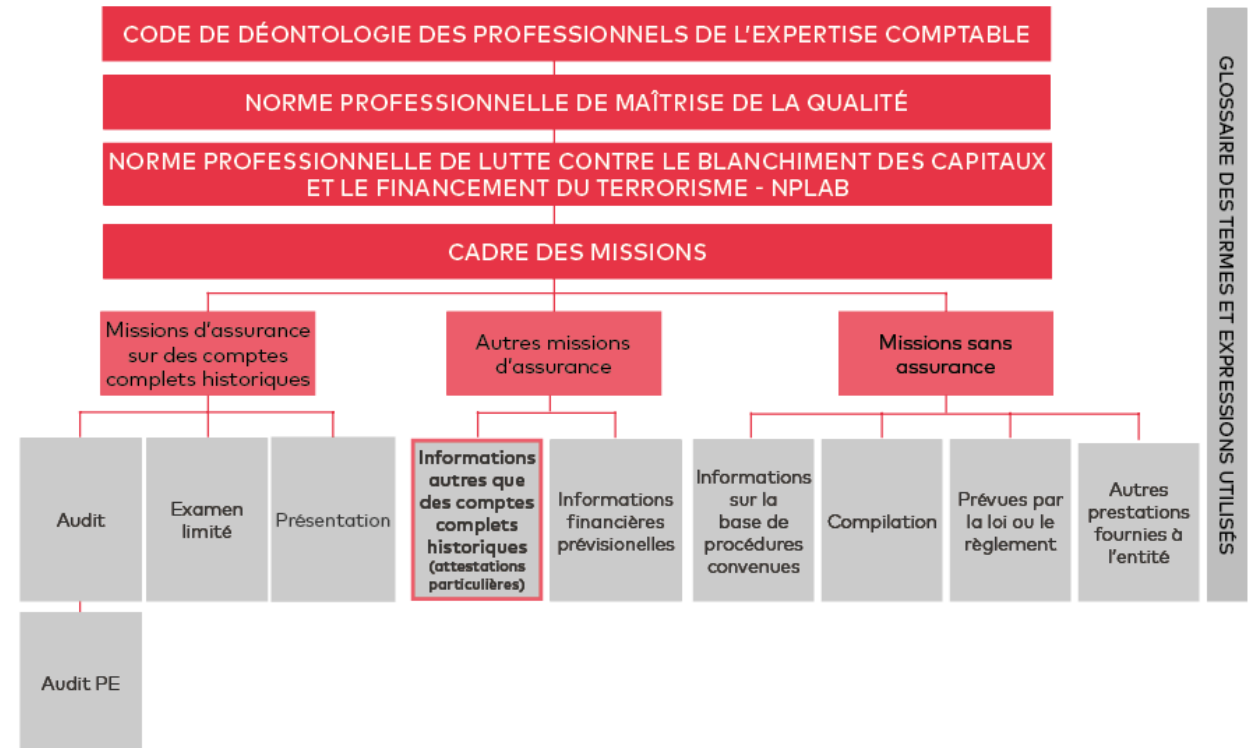 CODE DE DÉONTOLOGIE DES PROFESSIONNELS DE L'EXPERTISE COMPTABLE
NORME PROFESSIONNELLE DE MAÎTRISE DE LA QUALITÉ
NORME PROFESSIONNELLE DE LUTTE CONTRE LE BLANCHIMENT DES CAPITAUX
ET LE FINANCEMENT DU TERRORISME - NPLAB
CADRE DES MISSIONS
Missions d'assurance
sur des comptes
complets historiques
Autres missions
d'assurance
Missions sans
assurance
Audit
Examen
limité
Présentation
Informations
autres que
des comptes
complets
historiques
(attestations
particulières)
Informations
financières
prévisionelles
Informations
sur la
base de
procédures
convenues
Compilation
Prévues par
la loi ou le
règlement
Autres
prestations
fournies à
l'entité
Audit PE
GLOSSAIRE DES TERMES ET EXPRESSIONS UTILISÉS